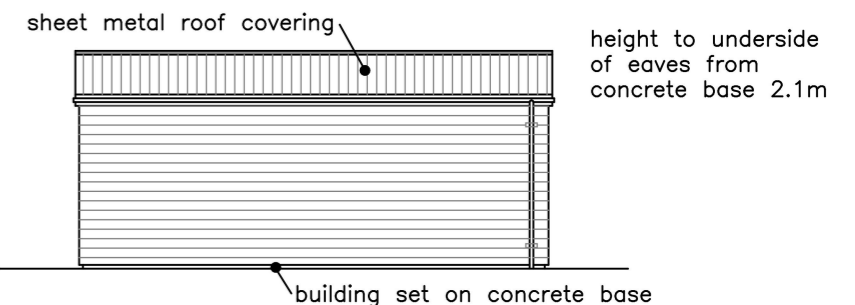 sheet metal roof covering
height to underside
of eaves from
concrete base 2.1m
building set on concrete base